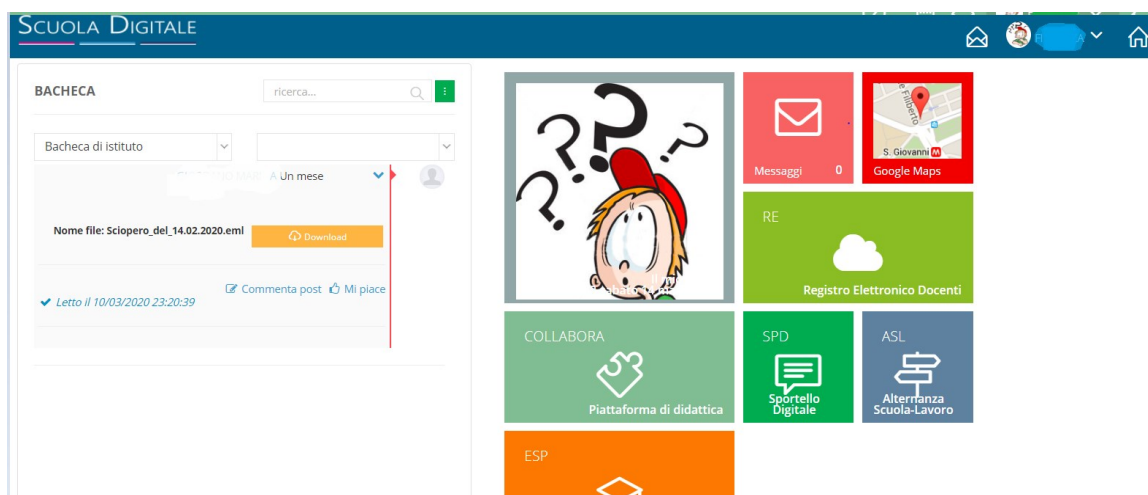 SCUOLA DIGITALE
BACHECA
ricerca...
Bacheca di istituto
A Un mese
Nome file: Sciopero_del_14.02.2020.eml
Download
Commenta post
Mi piace
Letto il 10/03/2020 23:20:39
? ? ? ?
Messaggi 0
Filiberto
S. Giovanni M
Google Maps
RE
Registro Elettronico Docenti
COLLABORA
Piattaforma di didattica
SPD
Sportello
Digitale
ASL
Alternanza
Scuola-Lavoro
ESP